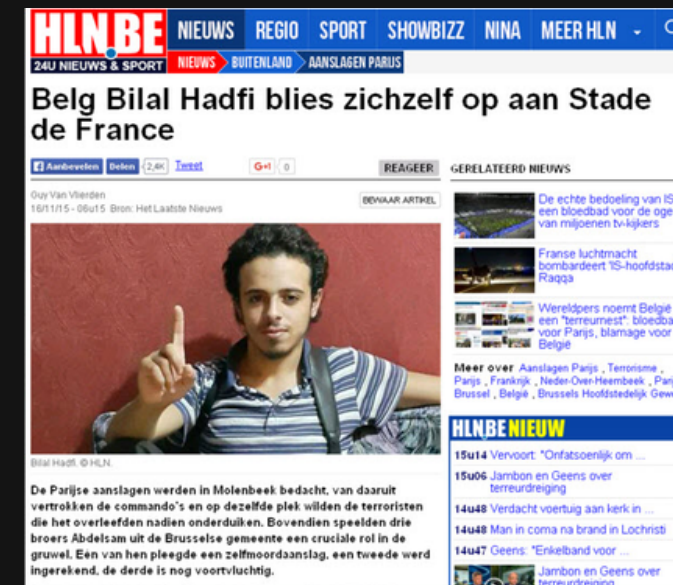 HLN.BE
24U NIEUWS & SPORT
NIEUWS REGIO SPORT SHOWBIZZ NINA MEER HLN
NIEUWS BUITENLAND AANSLAGEN PARIJS
Belg Bilal Hadfi blies zichzelf op aan Stade
de France
Aanbevelen Delen 2,4K Tweet G+1 0 REAGEER
Guy Van Vlierden
16/11/15 - 06u15 Bron: Het Laatste Nieuws
BEWAAR ARTIKEL
Bilal Hadfi. © HLN.
De Parijse aanslagen werden in Molenbeek bedacht, van daaruit
vertrokken de commando's en op dezelfde plek wilden de terroristen
die het overleefden nadien onderduiken. Bovendien speelden drie
broers Abdelsam uit de Brusselse gemeente een cruciale rol in de
gruwel. Een van hen pleegde een zelfmoordaanslag, een tweede werd
ingerekend, de derde is nog voortvluchtig.
GERELATEERD NIEUWS
De echte bedoeling van IS
een bloedbad voor de oge
van miljoenen tv-kijkers
Franse luchtmacht
bombardeert 'IS-hoofdstad
Raqqa
Wereldpers noemt België
een "terreurnest": bloedba
voor Parijs, blamage voor
België
Meer over Aanslagen Parijs , Terrorisme ,
Parijs , Frankrijk , Neder-Over-Heembeek , Pari
Brussel , België , Brussels Hoofdstedelijk Gew
HLN.BE NIEUW
15u14 Vervoort: "Onfatsoenlijk om ...
15u06 Jambon en Geens over
terreurdreiging
14u48 Verdacht voertuig aan kerk in ...
14u48 Man in coma na brand in Lochristi
14u47 Geens: "Enkelband voor ...
Jambon en Geens over
terreurdreiging